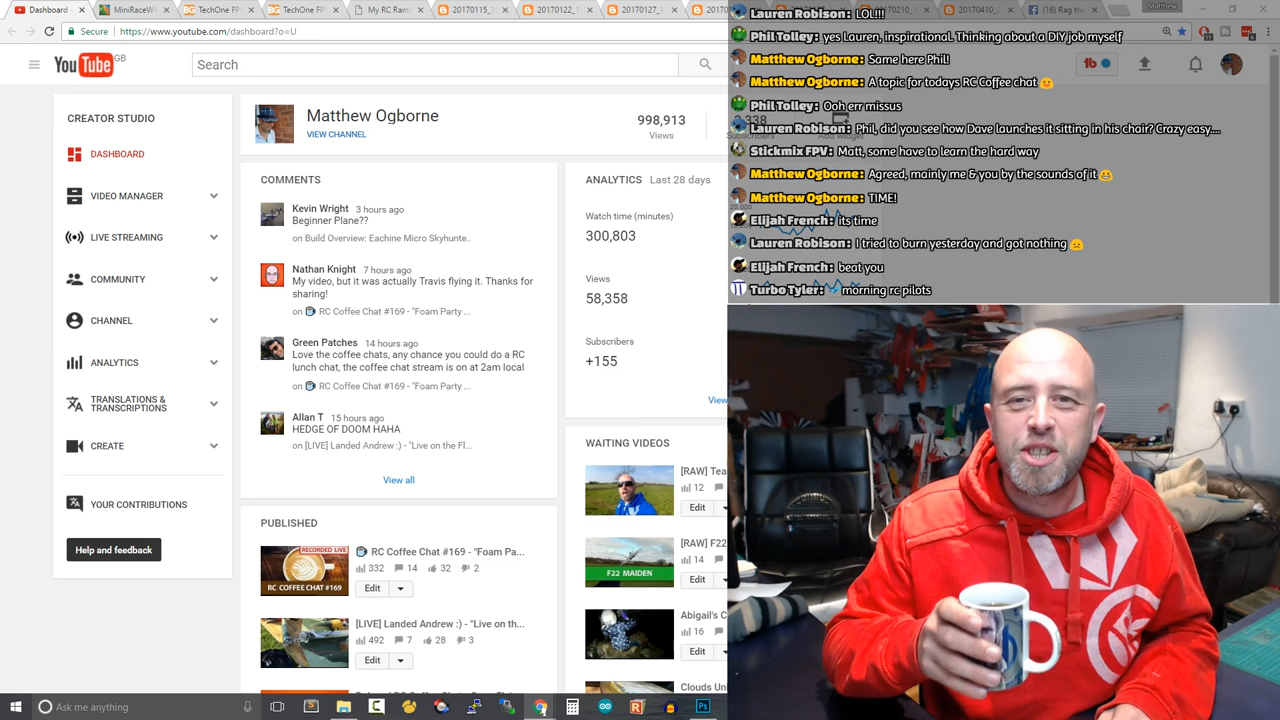 Dashboard -
MiniRaceWi
TechOne FP
TechOne FP
My RC Ram
20170115_1
20170122_1
20170127_1
20170210_1
20170410_3
(16) Rag the
Matthew
Secure
https://www.youtube.com/dashboard?o=U
YouTube GB
Search
CREATOR STUDIO
DASHBOARD
VIDEO MANAGER
LIVE STREAMING
COMMUNITY
CHANNEL
ANALYTICS
TRANSLATIONS &
TRANSCRIPTIONS
CREATE
YOUR CONTRIBUTIONS
Help and feedback
Matthew Ogborne
VIEW CHANNEL
998,913
Views
3,338
Subscribers
Add widget
COMMENTS
Kevin Wright 3 hours ago
Beginner Plane??
on Build Overview: Eachine Micro Skyhunte..
Nathan Knight 7 hours ago
My video, but it was actually Travis flying it. Thanks for
sharing!
on RC Coffee Chat #169 - "Foam Party ...
Green Patches 14 hours ago
Love the coffee chats, any chance you could do a RC
lunch chat, the coffee chat stream is on at 2am local
on RC Coffee Chat #169 - "Foam Party ...
Allan T 15 hours ago
HEDGE OF DOOM HAHA
on [LIVE] Landed Andrew :) - "Live on the Fl...
View all
PUBLISHED
RECORDED LIVE
RC COFFEE CHAT #169
RC Coffee Chat #169 - "Foam Pa...
332 14 32 2
Edit
[LIVE] Landed Andrew :) - "Live on th...
492 7 28 3
Edit
ANALYTICS Last 28 days
Watch time (minutes)
300,803
Views
58,358
Subscribers
+155
View
WAITING VIDEOS
[RAW] Tea
12
Edit
F22 MAIDEN
[RAW] F22
14
Edit
Abigail's C
16
Edit
Clouds Un
Lauren Robison: LOL!!!
Phil Tolley: yes Lauren, inspirational. Thinking about a DIY job myself
Matthew Ogborne: Same here Phil!
Matthew Ogborne: A topic for todays RC Coffee chat
Phil Tolley: Ooh err missus
Lauren Robison: Phil, did you see how Dave launches it sitting in his chair? Crazy easy....
Stickmix FPV: Matt, some have to learn the hard way
Matthew Ogborne: Agreed, mainly me & you by the sounds of it
Matthew Ogborne: TIME!
Elijah French: its time
Lauren Robison: I tried to burn yesterday and got nothing
Elijah French: beat you
Turbo Tyler: morning rc pilots
Ask me anything